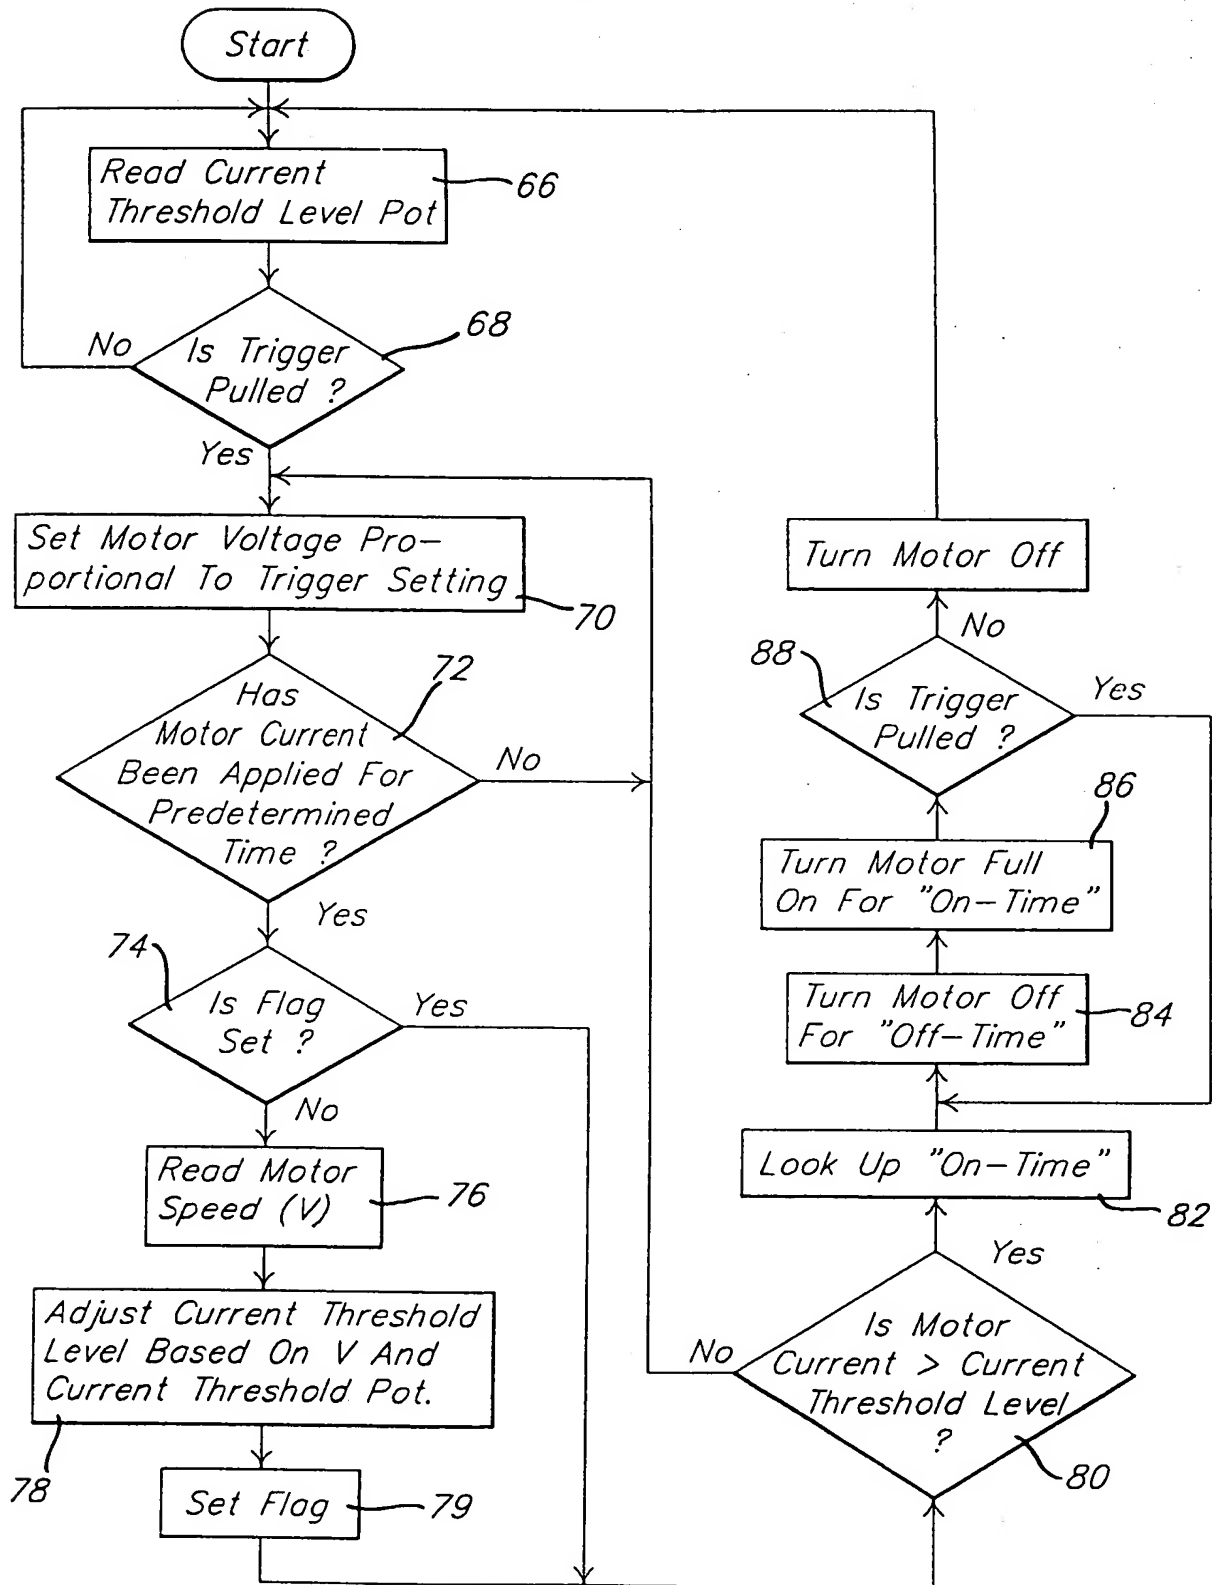 Start
Read Current
Threshold Level Pot
66
Is Trigger
Pulled ?
68
No
Yes
Set Motor Voltage Pro-
portional To Trigger Setting
70
Has
Motor Current
Been Applied For
Predetermined
Time ?
72
No
Yes
74
Is Flag
Set ?
Yes
No
Read Motor
Speed (V)
76
Adjust Current Threshold
Level Based On V And
Current Threshold Pot.
78
Set Flag
79
Turn Motor Off
No
88
Is Trigger
Pulled ?
Yes
86
Turn Motor Full
On For "On-Time"
Turn Motor Off
For "Off-Time"
84
Look Up "On-Time"
82
Yes
Is Motor
Current > Current
Threshold Level
?
No
80